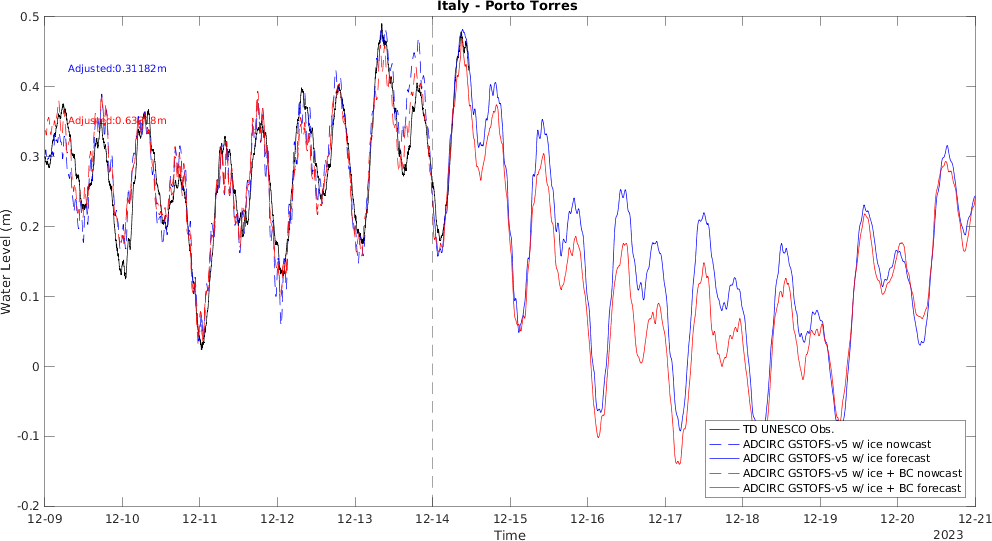 Italy - Porto Torres
Water Level (m)
0.5
0.4
0.3
0.2
0.1
0
-0.1
-0.2
Adjusted:0.31182m
TD UNESCO Obs.
ADCIRC GSTOFS-v5 w/ ice nowcast
ADCIRC GSTOFS-v5 w/ ice forecast
ADCIRC GSTOFS-v5 w/ ice + BC nowcast
ADCIRC GSTOFS-v5 w/ ice + BC forecast
12-09 12-10 12-11 12-12 12-13 12-14 12-15 12-16 12-17 12-18 12-19 12-20 12-21
Time
2023